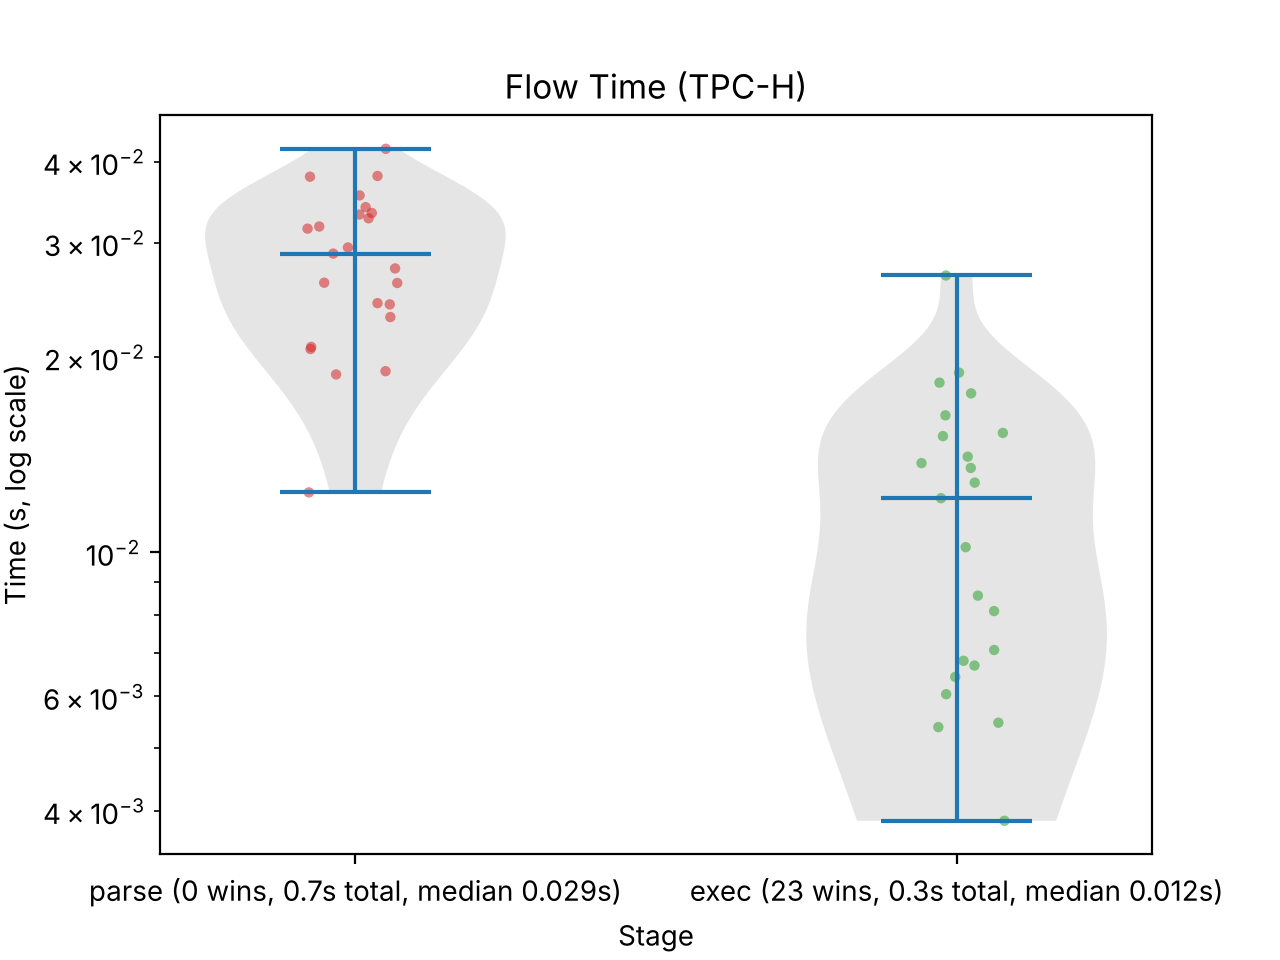 Flow Time (TPC-H)
Time (s, log scale)
4 × 10⁻²
3 × 10⁻²
2 × 10⁻²
10⁻²
6 × 10⁻³
4 × 10⁻³
parse (0 wins, 0.7s total, median 0.029s)
exec (23 wins, 0.3s total, median 0.012s)
Stage